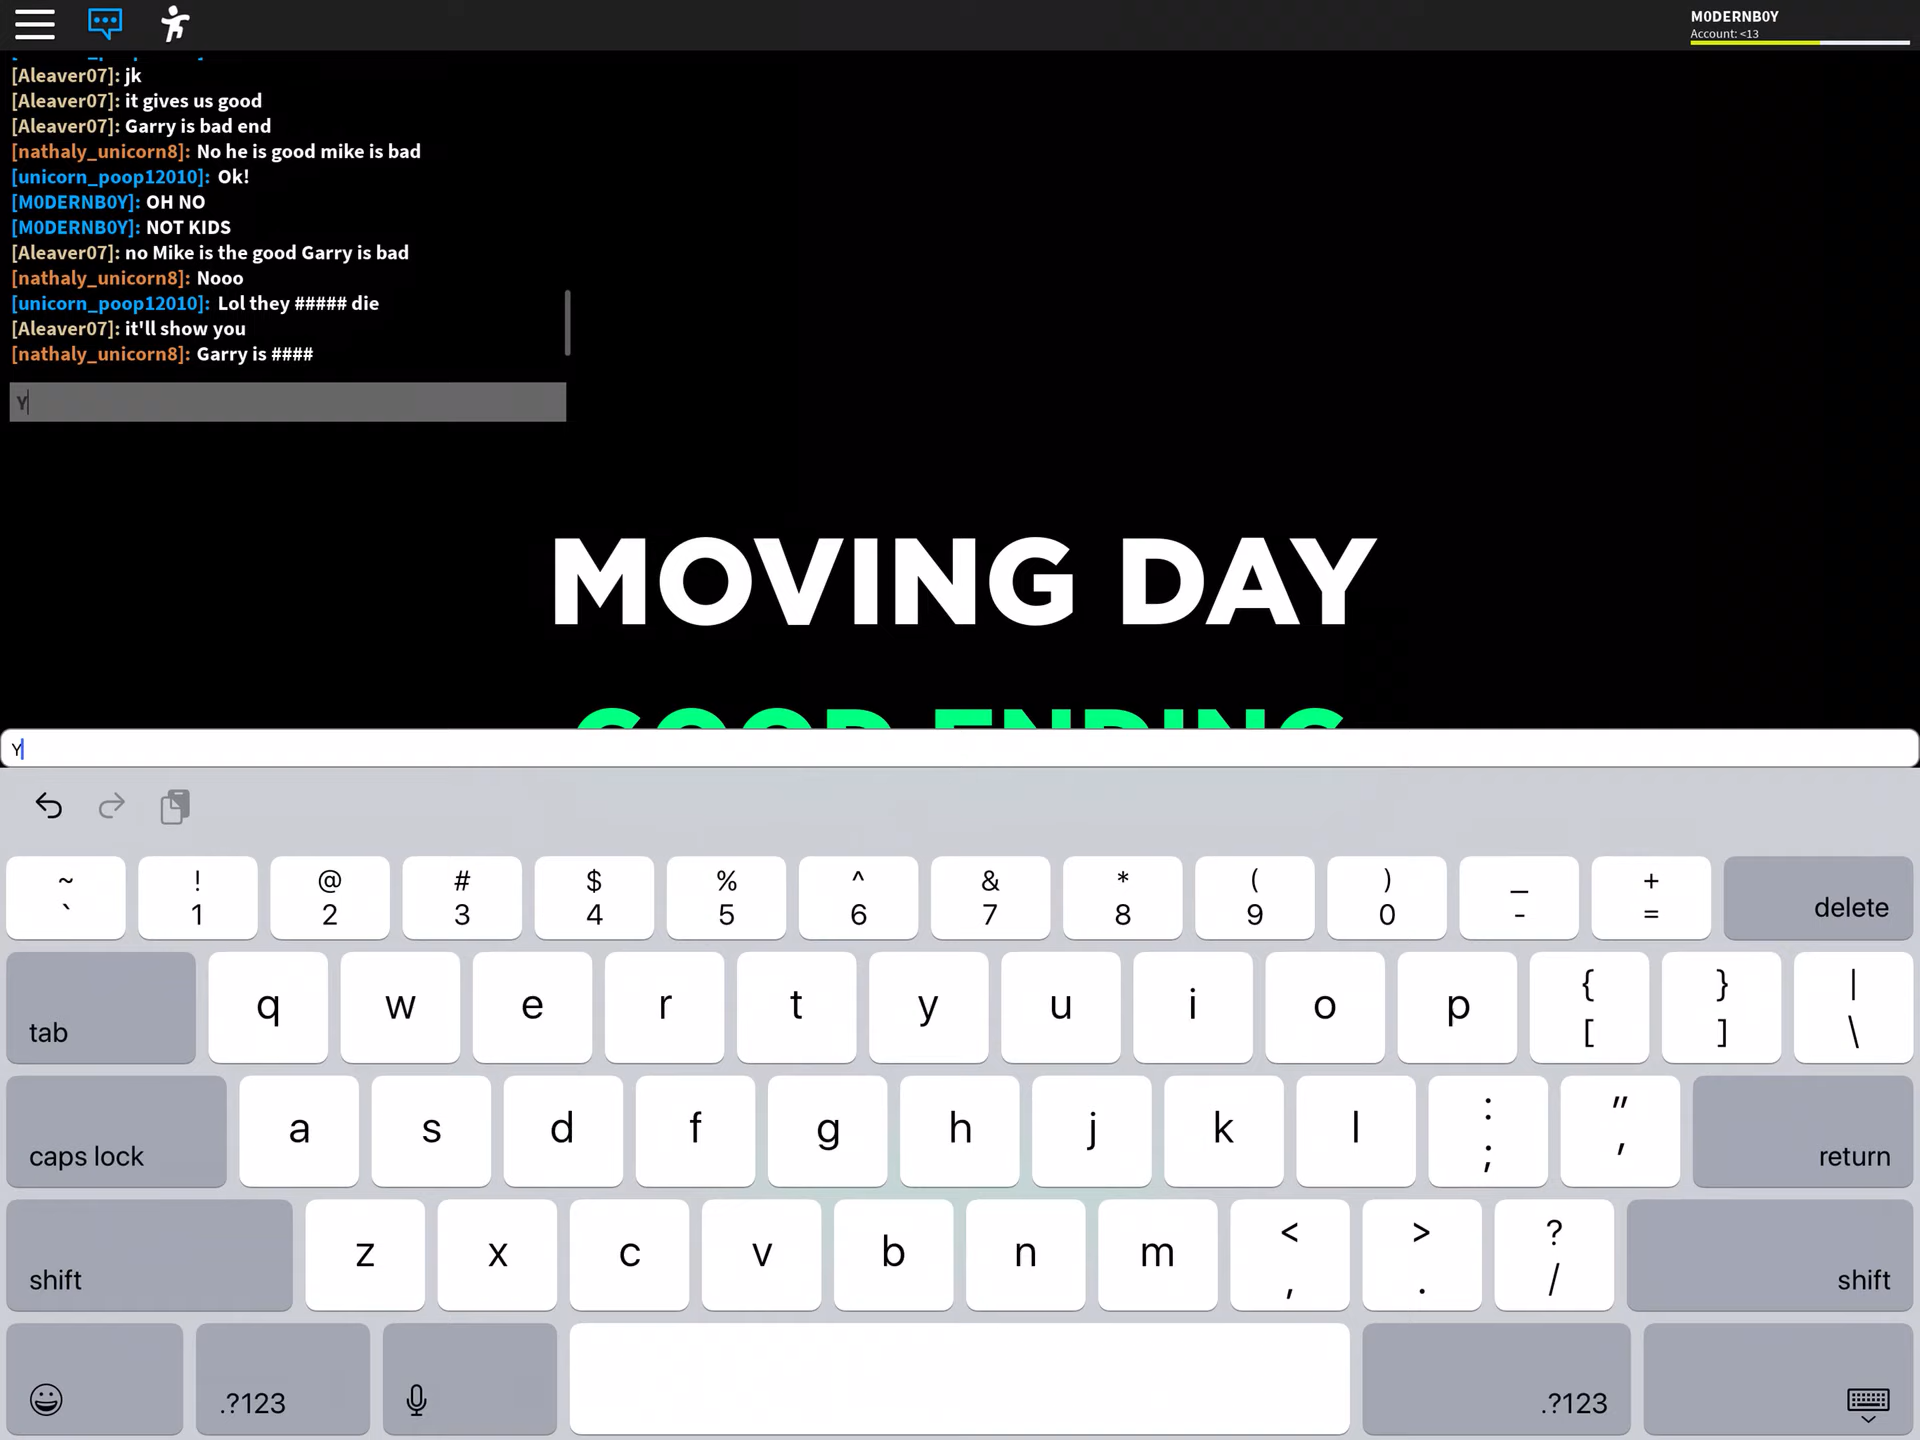 M0DERNB0Y
Account: <13
[Aleaver07]: jk
[Aleaver07]: it gives us good
[Aleaver07]: Garry is bad end
[nathaly_unicorn8]: No he is good mike is bad
[unicorn_poop12010]: Ok!
[M0DERNB0Y]: OH NO
[M0DERNB0Y]: NOT KIDS
[Aleaver07]: no Mike is the good Garry is bad
[nathaly_unicorn8]: Nooo
[unicorn_poop12010]: Lol they ##### die
[Aleaver07]: it'll show you
[nathaly_unicorn8]: Garry is ####
Y
MOVING DAY
GOOD ENDING
Y
~ ! @ # $ % ^ & * ( ) _ +
` 1 2 3 4 5 6 7 8 9 0 - = delete
tab q w e r t y u i o p { [ } ] | \
caps lock a s d f g h j k l : ; " ' return
shift z x c v b n m < , > . ? / shift
.?123 .?123